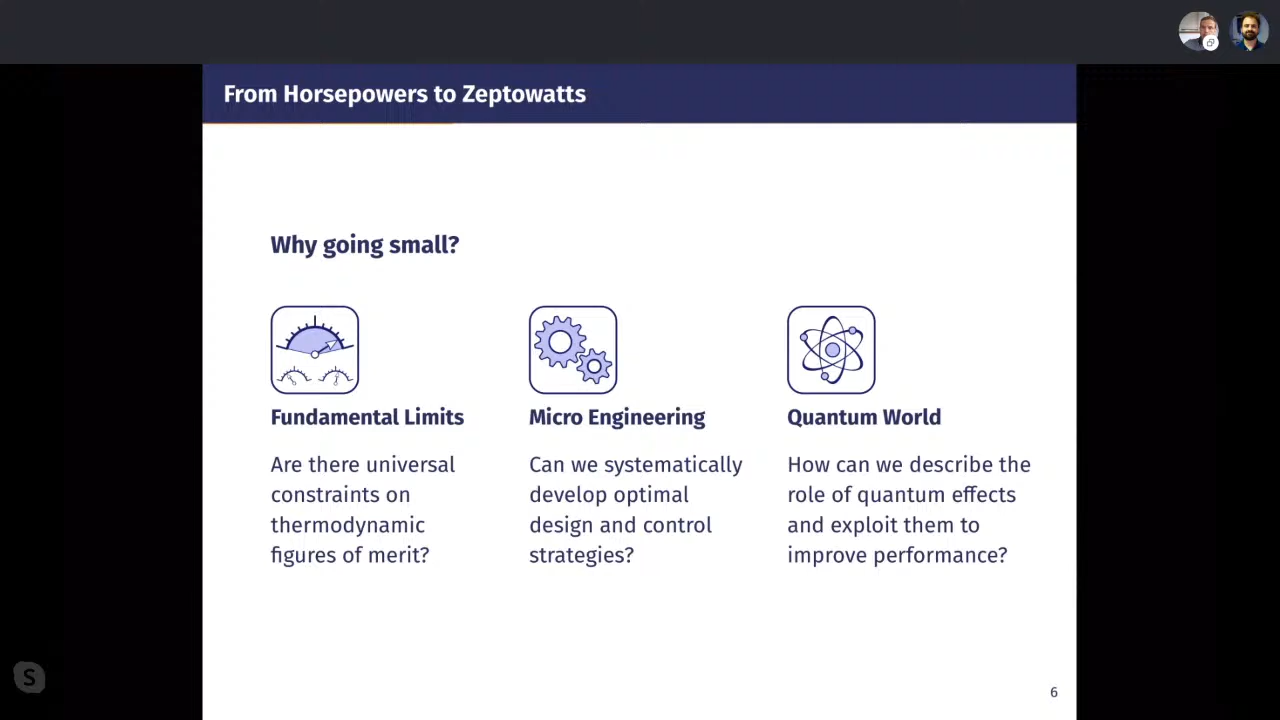 From Horsepowers to Zeptowatts
Why going small?
Fundamental Limits
Are there universal
constraints on
thermodynamic
figures of merit?
Micro Engineering
Can we systematically
develop optimal
design and control
strategies?
Quantum World
How can we describe the
role of quantum effects
and exploit them to
improve performance?
S
6